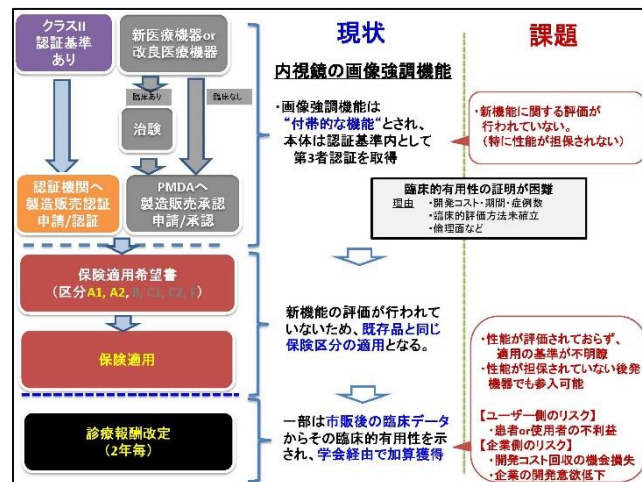 クラスII
認証基準
あり
新医療機器or
改良医療機器
臨床あり
臨床なし
治験
認証機関へ
製造販売認証
申請/認証
PMDAへ
製造販売承認
申請/承認
保険適用希望書
(区分A1, A2, B, C1, C2, F)
保険適用
診療報酬改定
(2年毎)
現状
内視鏡の画像強調機能
・画像強調機能は
“付帯的な機能“とされ、
本体は認証基準内として
第3者認証を取得
新機能の評価が行われて
いないため、既存品と同じ
保険区分の適用となる。
一部は市販後の臨床データ
からその臨床的有用性を示
され、学会経由で加算獲得
課題
・新機能に関する評価が
行われていない。
(特に性能が担保されない)
臨床的有用性の証明が困難
理由 ・開発コスト・期間・症例数
・臨床的評価方法未確立
・倫理面など
・性能が評価されておらず、
適用の基準が不明瞭
・性能が担保されていない後発
機器でも参入可能
【ユーザー側のリスク】
・患者or使用者の不利益
【企業側のリスク】
・開発コスト回収の機会損失
・企業の開発意欲低下